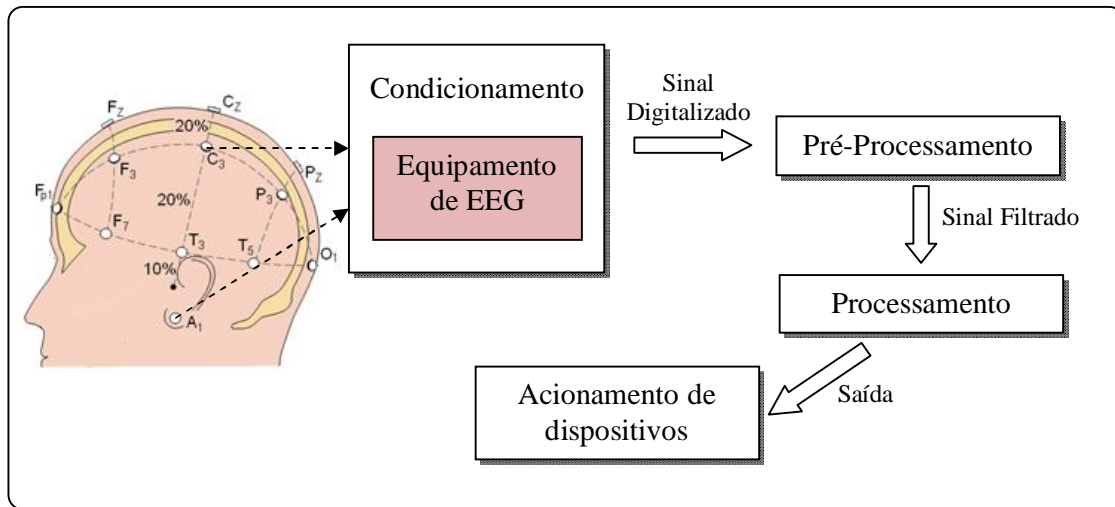 Condicionamento
Equipamento
de EEG
Sinal
Digitalizado
Pré-Processamento
Sinal Filtrado
Processamento
Saída
Acionamento de
dispositivos
FZ
CZ
20%
C3
F3
PZ
Fp1
P3
20%
F7
T3
T5
O1
10%
A1